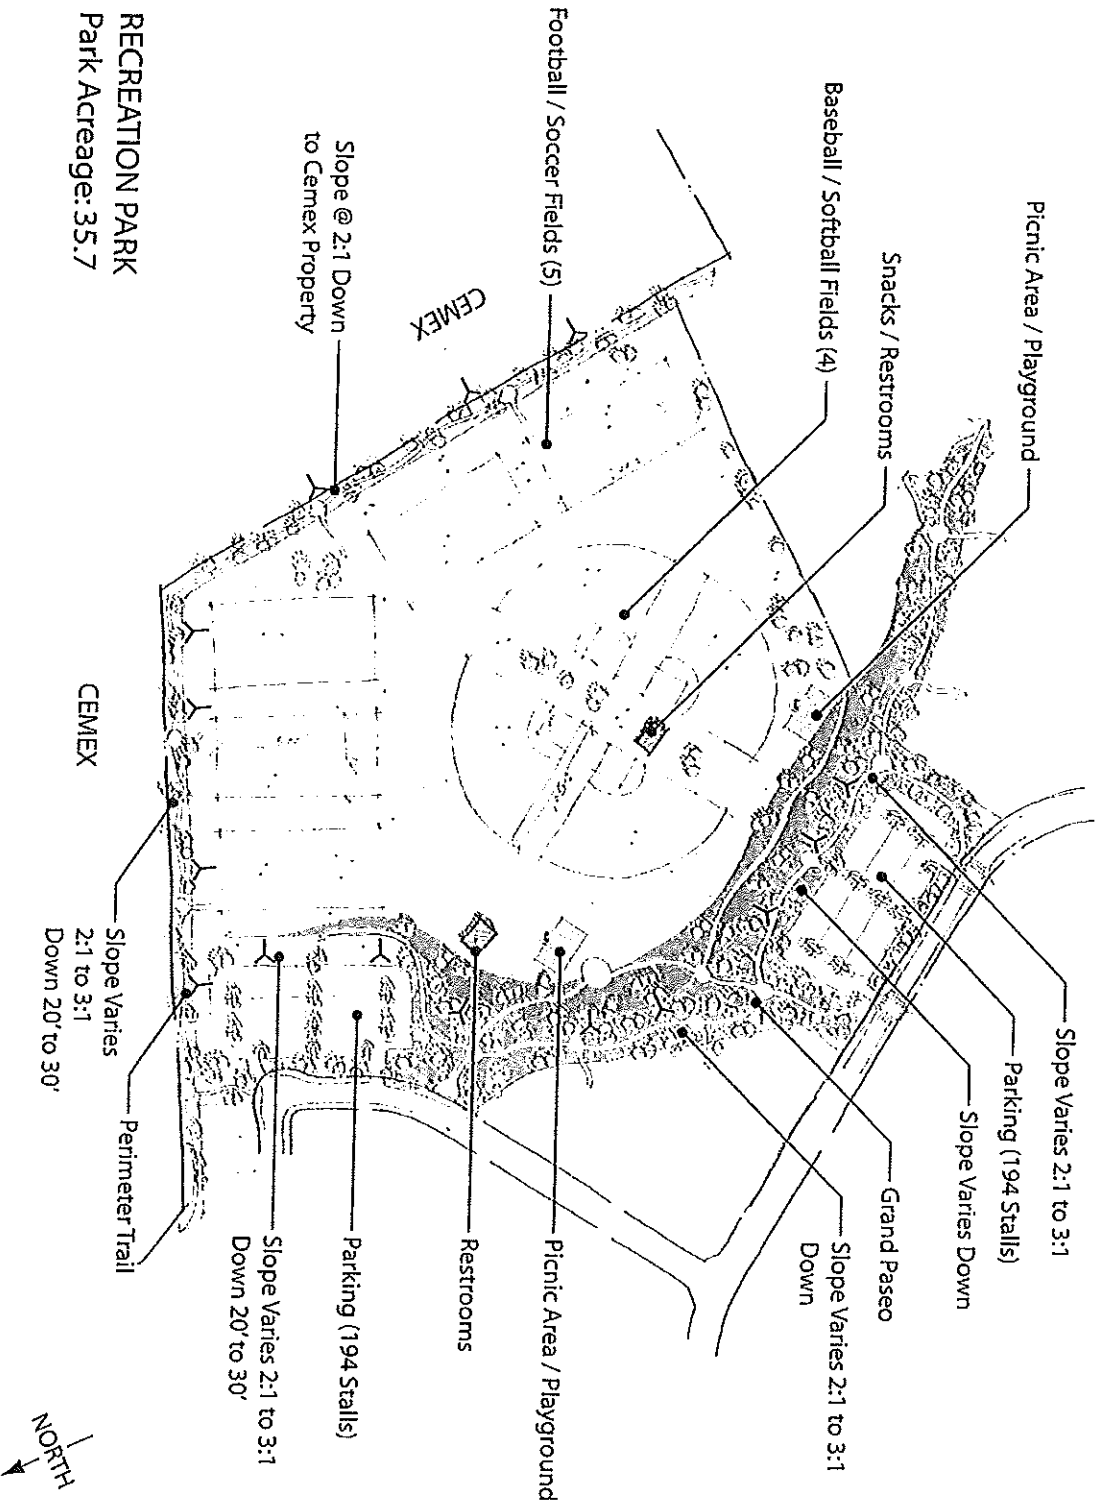 Picnic Area / Playground
Snacks / Restrooms
Baseball / Softball Fields (4)
Football / Soccer Fields (5)
Slope @ 2:1 Down
to Cemex Property
RECREATION PARK
Park Acreage: 35.7
CEMEX
CEMEX
Slope Varies 2:1 to 3:1
Parking (194 Stalls)
Slope Varies Down
Grand Paseo
Slope Varies 2:1 to 3:1
Down
Picnic Area / Playground
Restrooms
Parking (194 Stalls)
Slope Varies 2:1 to 3:1
Down 20' to 30'
Perimeter Trail
Slope Varies
2:1 to 3:1
Down 20' to 30'
NORTH